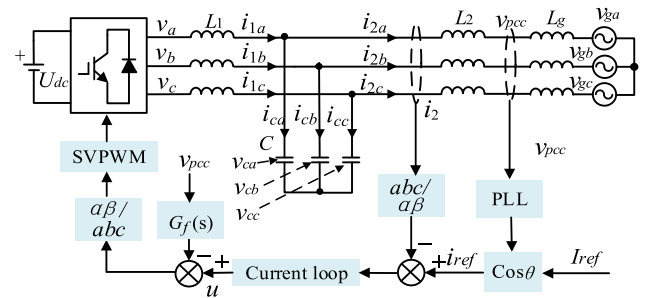 v_a L_1 i_1a i_2a L_2 v_pcc L_g v_ga
+ U_dc v_b i_1b i_2b v_gb
v_c i_1c i_2c v_gc
i_ca i_cb i_cc i_2
SVPWM v_pcc C v_ca v_pcc
v_cb
v_cc
αβ/ abc G_f(s) abc/ αβ PLL
− + − + i_ref I_ref
u Current loop Cosθ